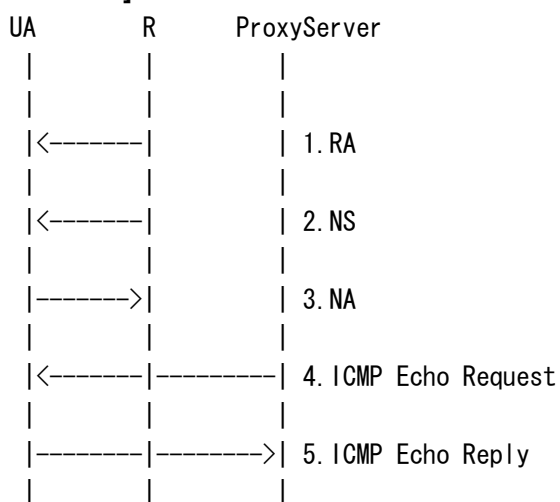 UA R ProxyServer
| | |
| | |
|<-------| | 1.RA
| | |
|<-------| | 2.NS
| | |
|------->| | 3.NA
| | |
|<-------|---------| 4.ICMP Echo Request
| | |
|--------|-------->| 5.ICMP Echo Reply
| | |